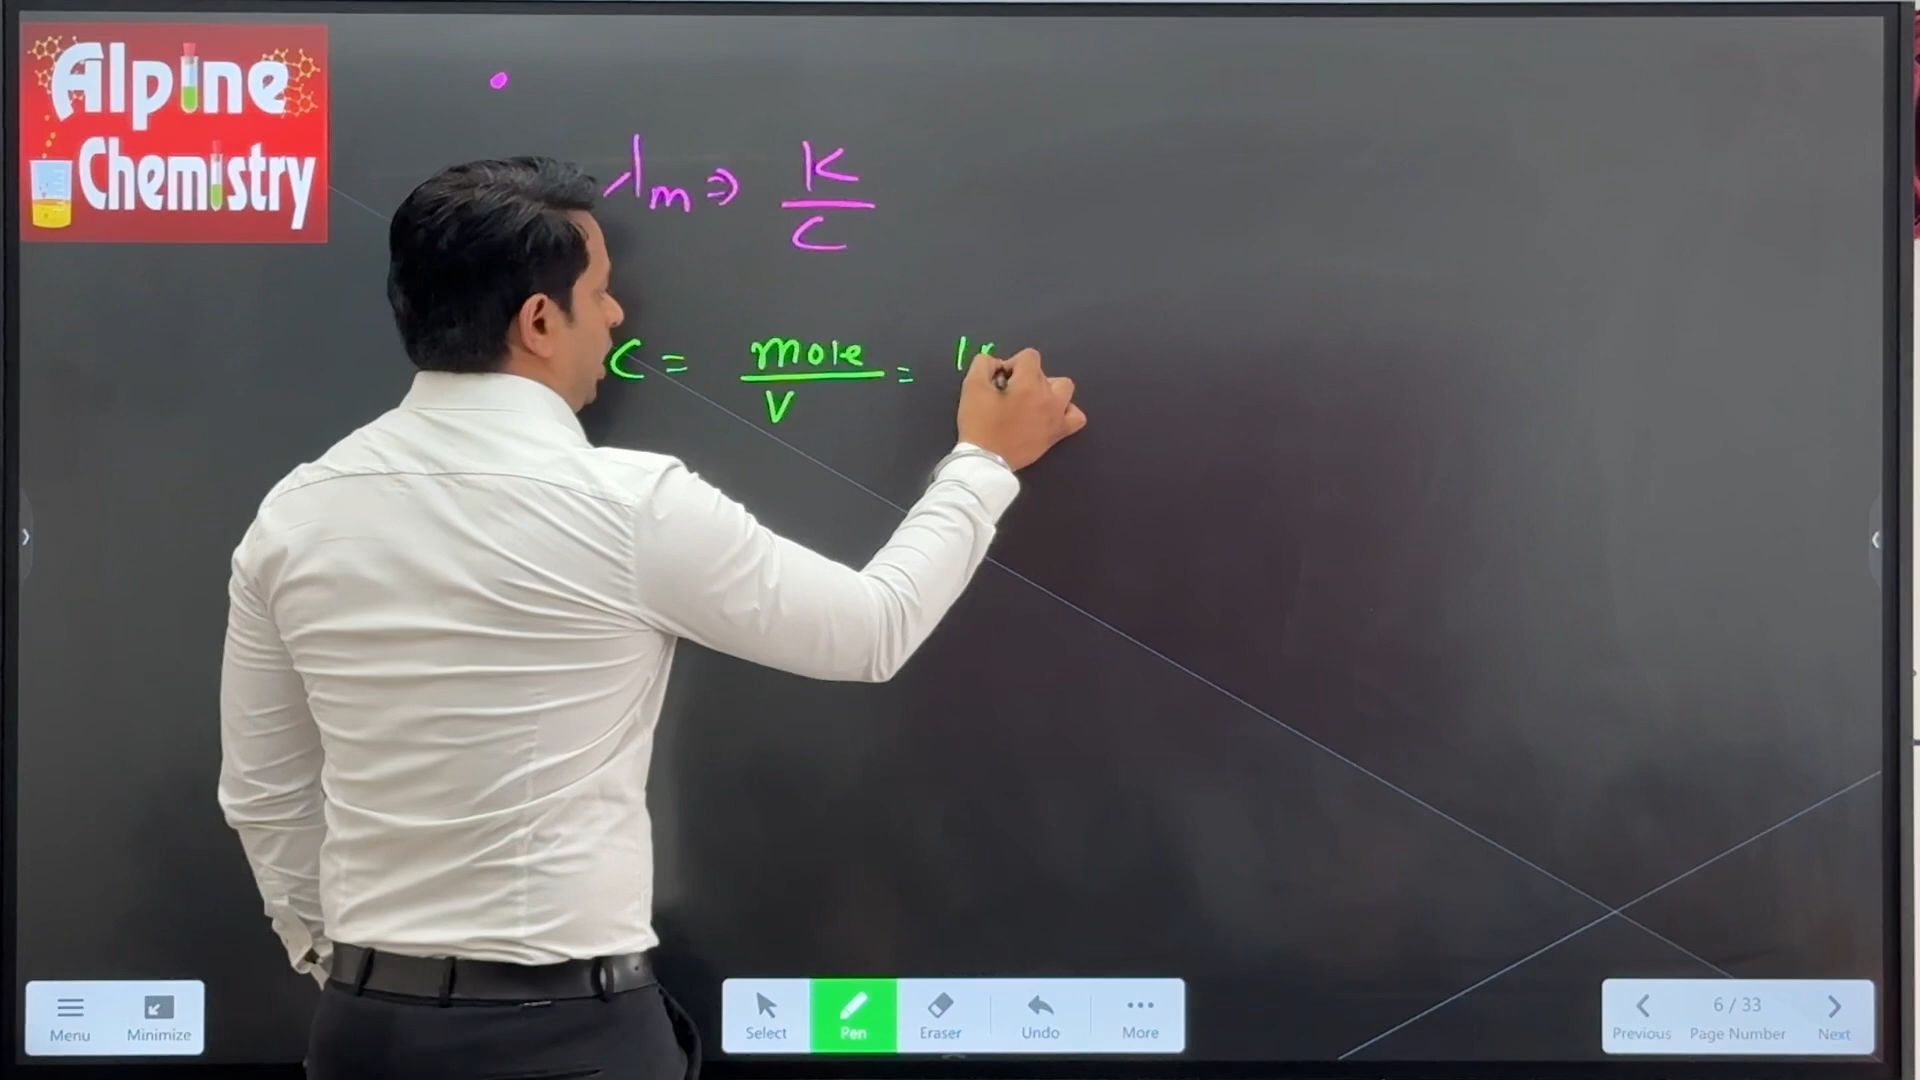 Alpine
Chemistry
λm ⇒ K/C
C = mole/V =
Menu
Minimize
Select
Pen
Eraser
Undo
More
6 / 33
Previous
Page Number
Next